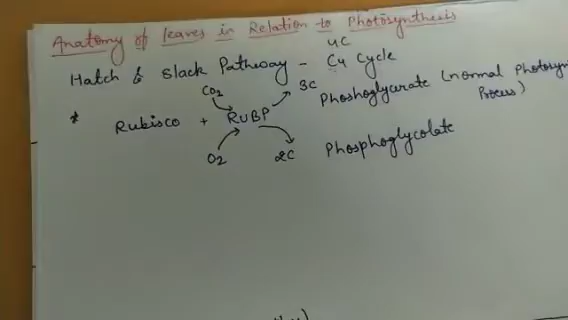 Anatomy of leaves in Relation to Photosynthesis
4C
Hatch & Slack Pathway - C4 Cycle
CO2
3C Phoshoglycerate (normal Photosyn
Process)
* Rubisco + RuBP
O2 2C Phosphoglycolate